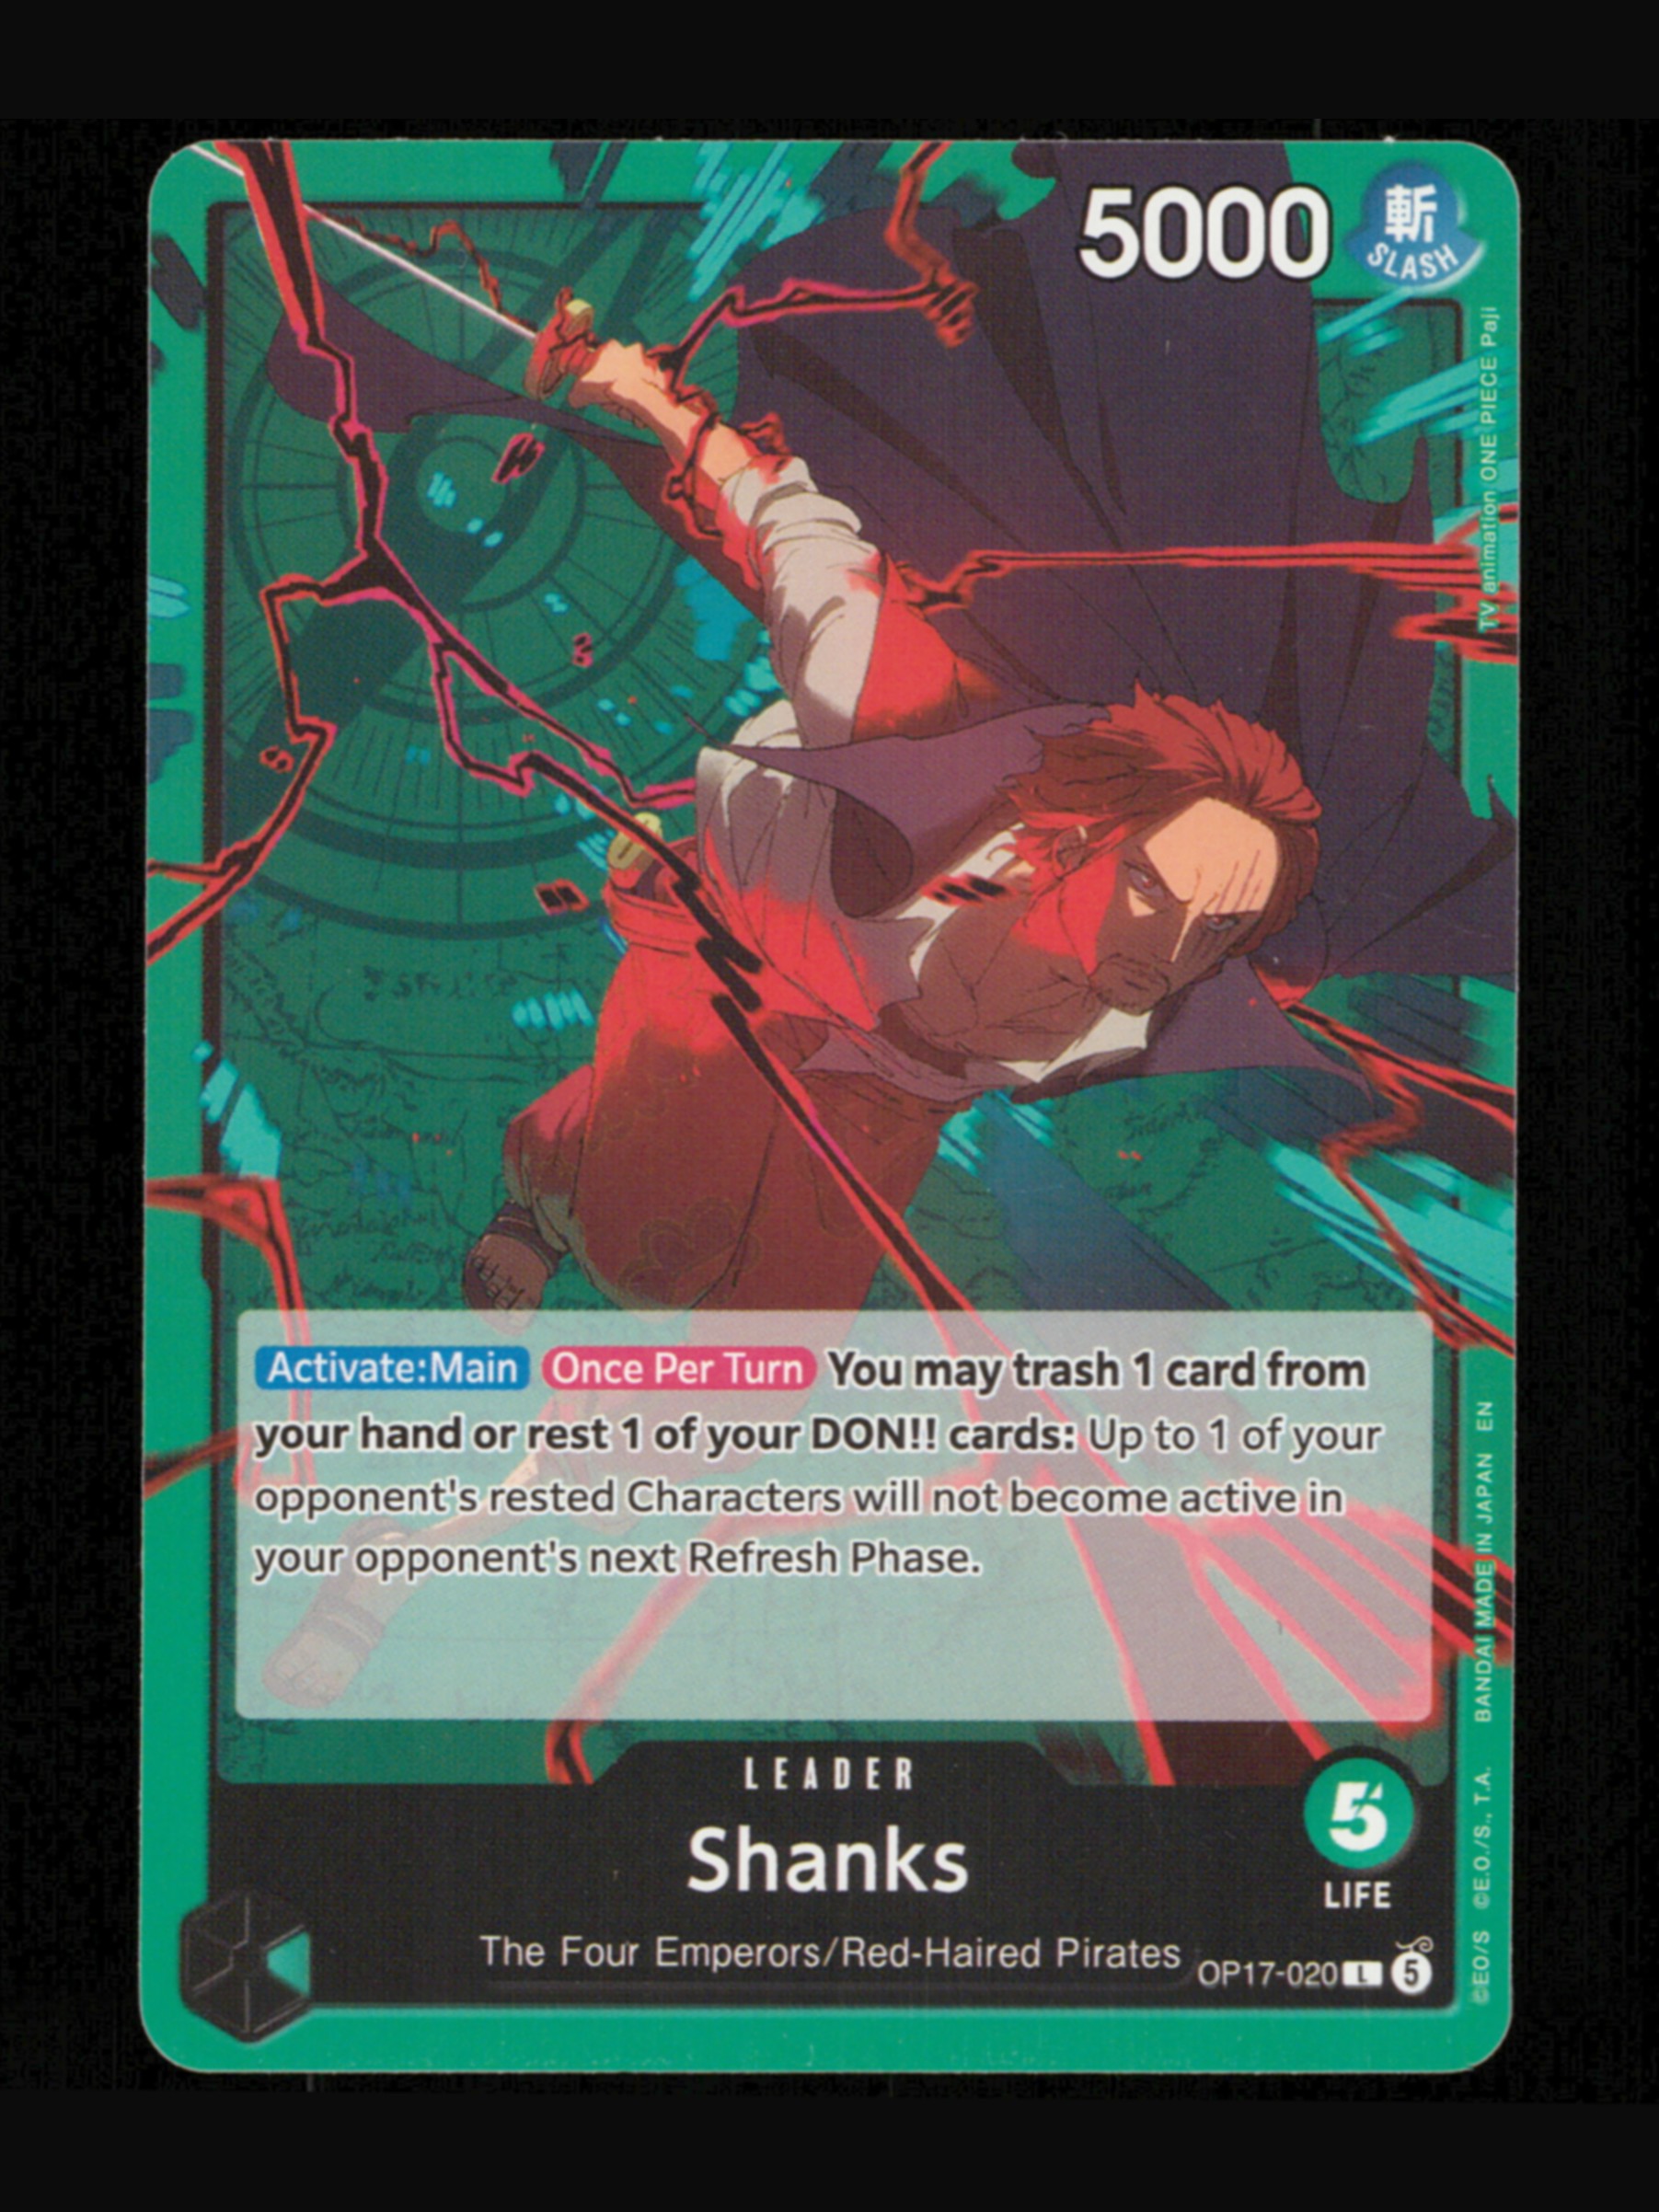 5000
斬
SLASH
TV animation ONE PIECE Paji
Activate:Main Once Per Turn You may trash 1 card from
your hand or rest 1 of your DON!! cards: Up to 1 of your
opponent's rested Characters will not become active in
your opponent's next Refresh Phase.
LEADER
Shanks
5
LIFE
The Four Emperors/Red-Haired Pirates
OP17-020 L 5
©EO/S ©E.O./S., T.A. BANDAI MADE IN JAPAN EN